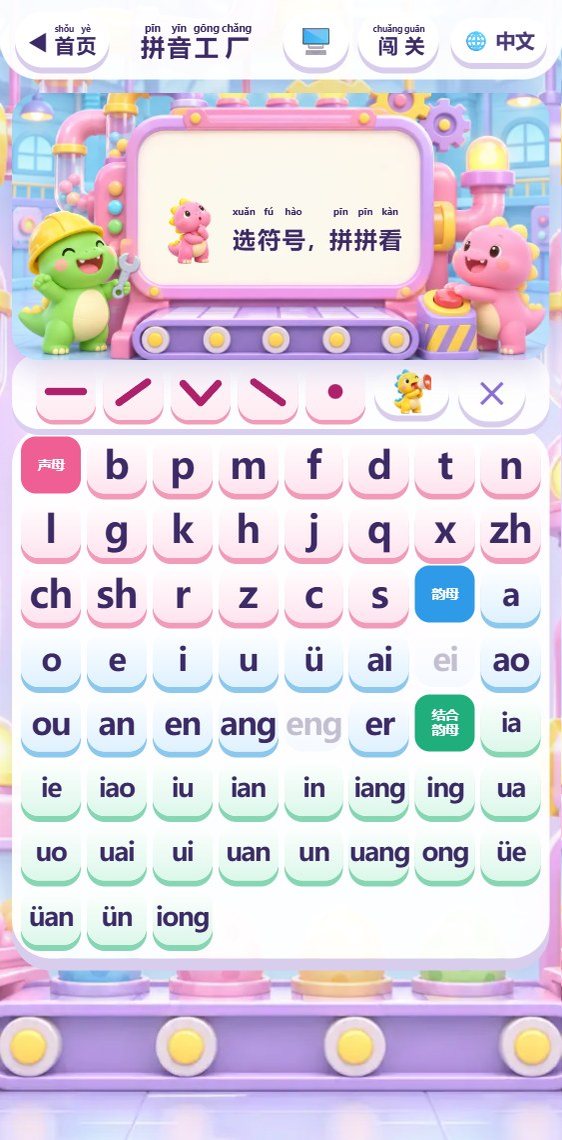 shǒu yè
首页
pīn yīn gōng chǎng
拼音工厂
chuǎng guān
闯关
中文
xuǎn fú hào pīn pīn kàn
选符号，拼拼看
声母 b p m f d t n
l g k h j q x zh
ch sh r z c s 韵母 a
o e i u ü ai ei ao
ou an en ang eng er 结合韵母 ia
ie iao iu ian in iang ing ua
uo uai ui uan un uang ong üe
üan ün iong